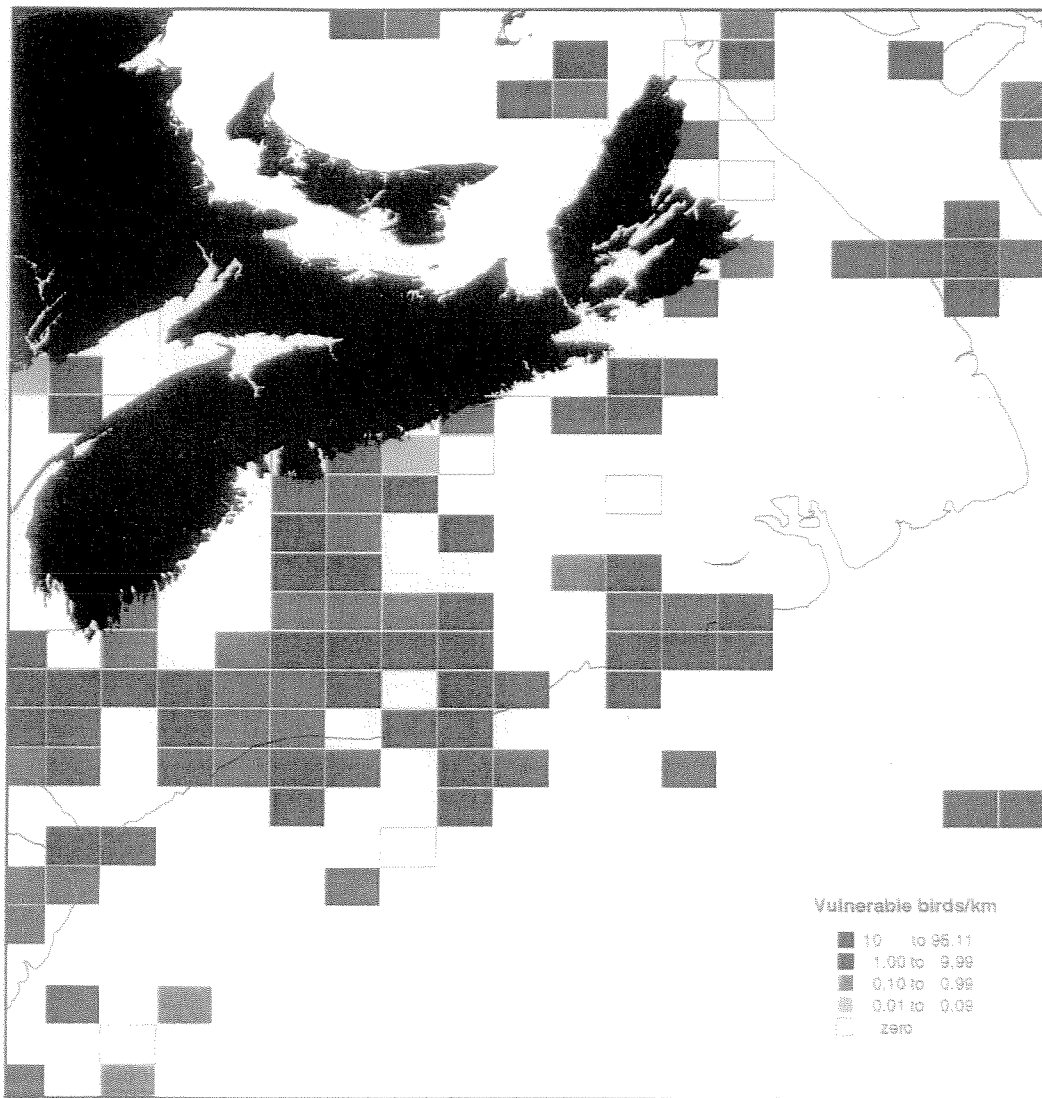 Vulnerable birds/km
10 to 96.11
1.00 to 9.99
0.10 to 0.99
0.01 to 0.09
zero